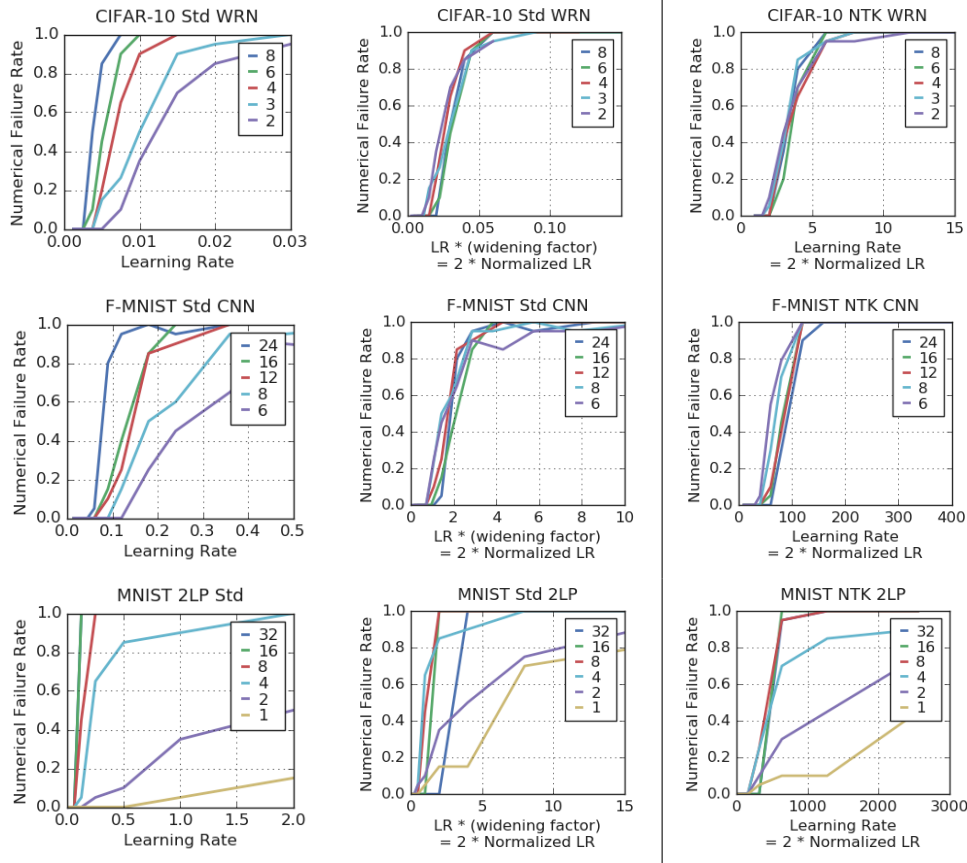 CIFAR-10 Std WRN
Numerical Failure Rate
1.0
0.8
0.6
0.4
0.2
0.0
8
6
4
3
2
0.00 0.01 0.02 0.03
Learning Rate
CIFAR-10 Std WRN
Numerical Failure Rate
1.0
0.8
0.6
0.4
0.2
0.0
8
6
4
3
2
0.00 0.05 0.10
LR * (widening factor)
= 2 * Normalized LR
CIFAR-10 NTK WRN
Numerical Failure Rate
1.0
0.8
0.6
0.4
0.2
0.0
8
6
4
3
2
0 5 10 15
Learning Rate
= 2 * Normalized LR
F-MNIST Std CNN
Numerical Failure Rate
1.0
0.8
0.6
0.4
0.2
0.0
24
16
12
8
6
0.0 0.1 0.2 0.3 0.4 0.5
Learning Rate
F-MNIST Std CNN
Numerical Failure Rate
1.0
0.8
0.6
0.4
0.2
0.0
24
16
12
8
6
0 2 4 6 8 10
LR * (widening factor)
= 2 * Normalized LR
F-MNIST NTK CNN
Numerical Failure Rate
1.0
0.8
0.6
0.4
0.2
0.0
24
16
12
8
6
0 100 200 300 400
Learning Rate
= 2 * Normalized LR
MNIST 2LP Std
Numerical Failure Rate
1.0
0.8
0.6
0.4
0.2
0.0
32
16
8
4
2
1
0.0 0.5 1.0 1.5 2.0
Learning Rate
MNIST Std 2LP
Numerical Failure Rate
1.0
0.8
0.6
0.4
0.2
0.0
32
16
8
4
2
1
0 5 10 15
LR * (widening factor)
= 2 * Normalized LR
MNIST NTK 2LP
Numerical Failure Rate
1.0
0.8
0.6
0.4
0.2
0.0
32
16
8
4
2
1
0 1000 2000 3000
Learning Rate
= 2 * Normalized LR